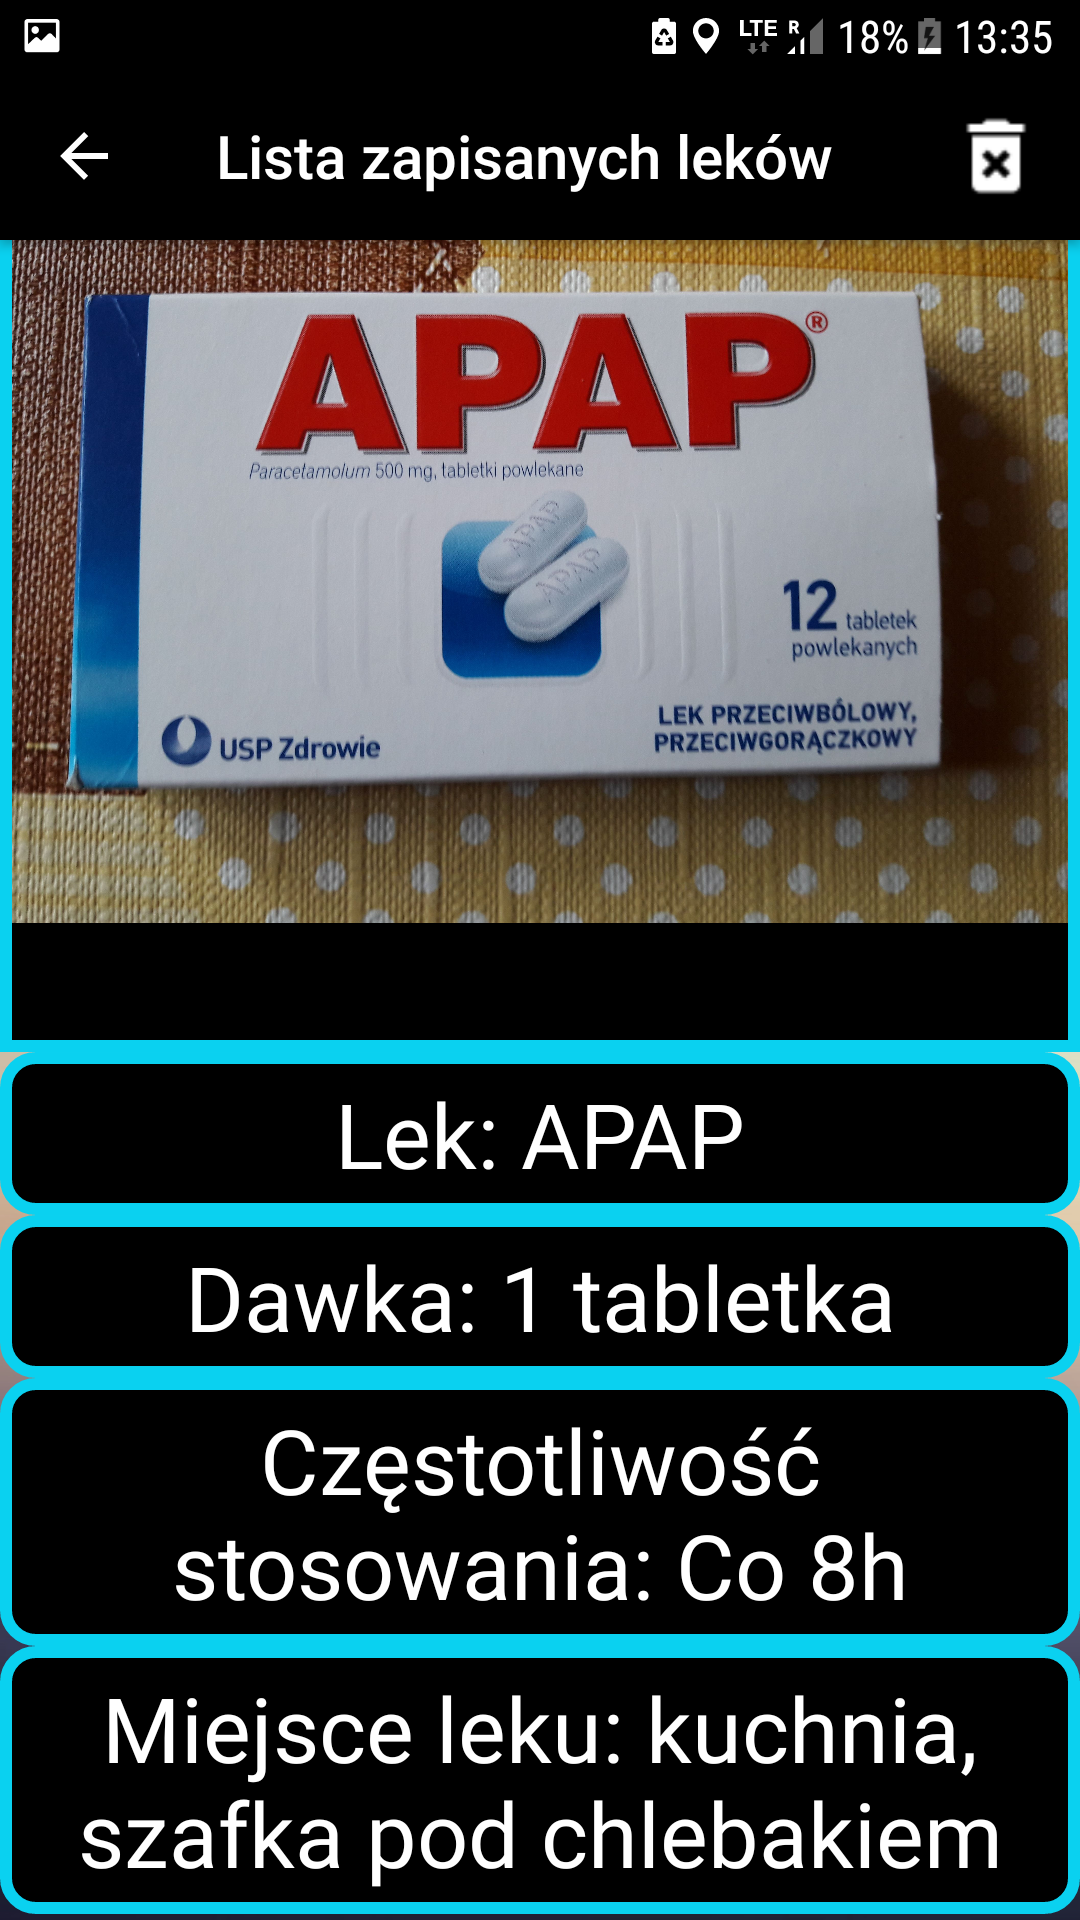 LTE R 18% 13:35
Lista zapisanych leków
APAP®
Paracetamolum 500 mg, tabletki powlekane
APAP
APAP
12 tabletek
powlekanych
LEK PRZECIWBÓLOWY,
PRZECIWGORĄCZKOWY
USP Zdrowie
Lek: APAP
Dawka: 1 tabletka
Częstotliwość
stosowania: Co 8h
Miejsce leku: kuchnia,
szafka pod chlebakiem